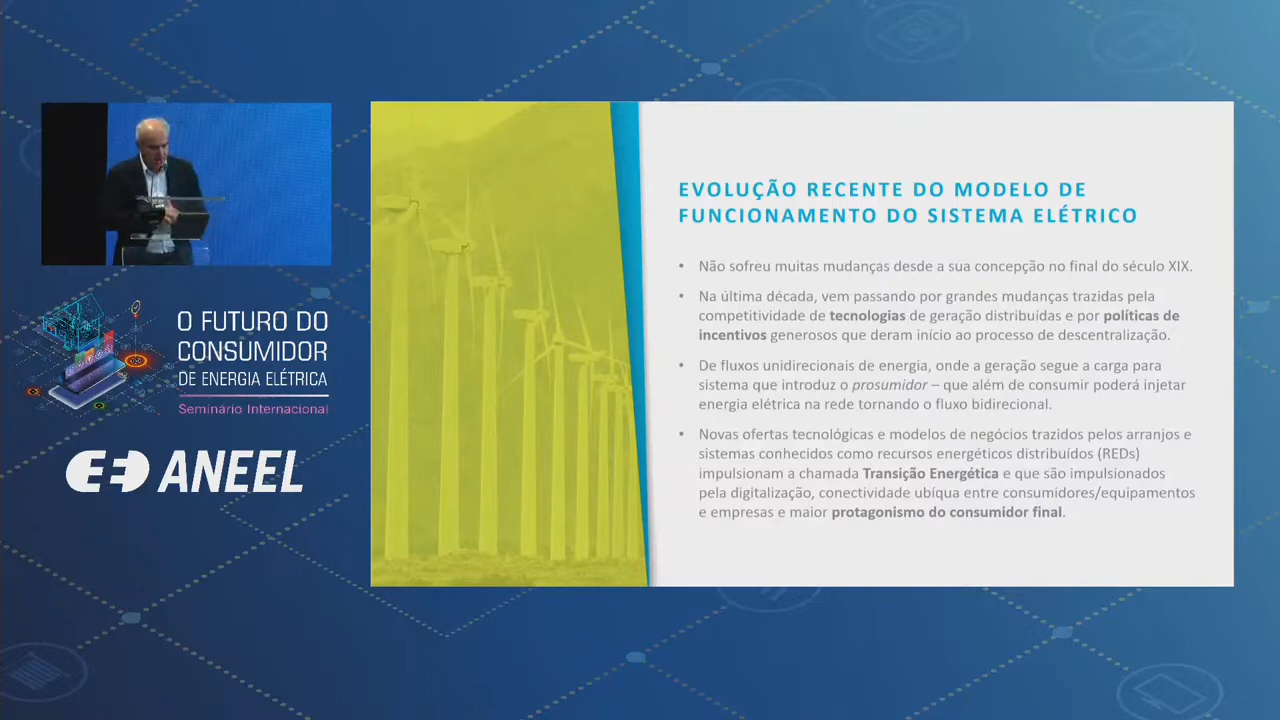 O FUTURO DO
CONSUMIDOR
DE ENERGIA ELÉTRICA
Seminário Internacional
ANEEL
EVOLUÇÃO RECENTE DO MODELO DE
FUNCIONAMENTO DO SISTEMA ELÉTRICO
• Não sofreu muitas mudanças desde a sua concepção no final do século XIX.
• Na última década, vem passando por grandes mudanças trazidas pela
competitividade de tecnologias de geração distribuídas e por políticas de
incentivos generosos que deram início ao processo de descentralização.
• De fluxos unidirecionais de energia, onde a geração segue a carga para
sistema que introduz o prosumidor – que além de consumir poderá injetar
energia elétrica na rede tornando o fluxo bidirecional.
• Novas ofertas tecnológicas e modelos de negócios trazidos pelos arranjos e
sistemas conhecidos como recursos energéticos distribuídos (REDs)
impulsionam a chamada Transição Energética e que são impulsionados
pela digitalização, conectividade ubíqua entre consumidores/equipamentos
e empresas e maior protagonismo do consumidor final.